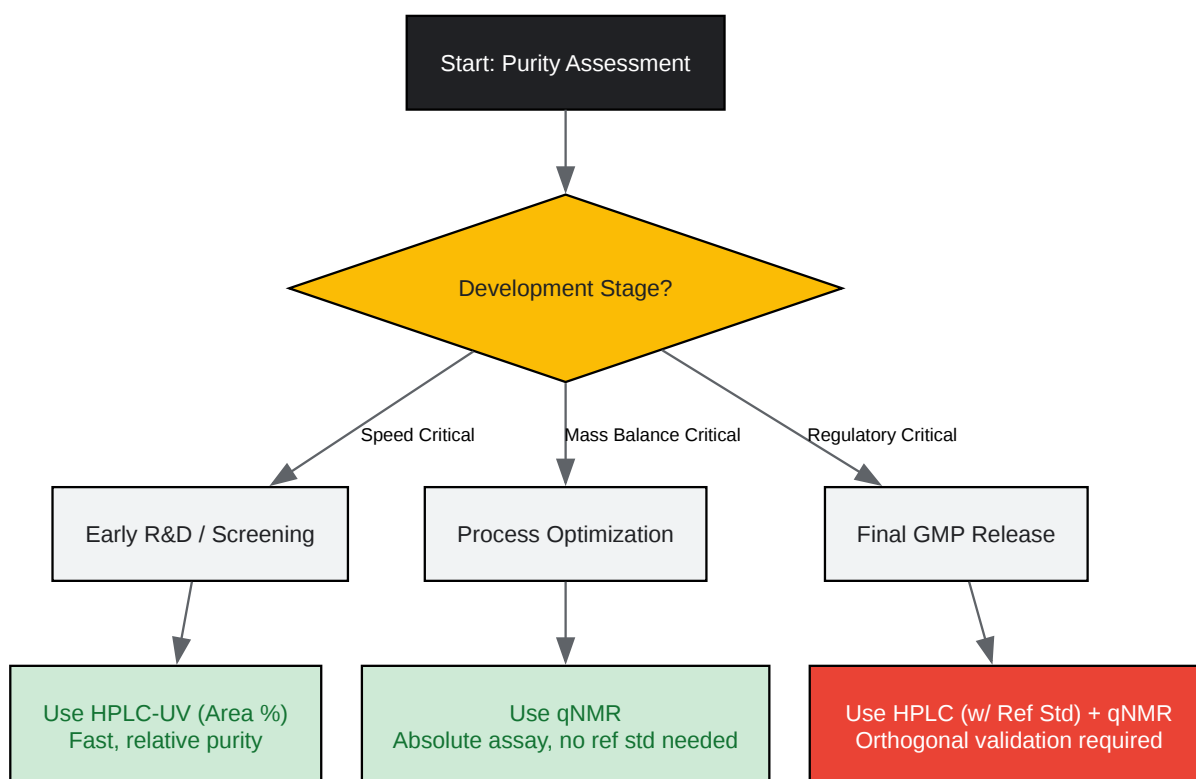 Start: Purity Assessment
Development Stage?
Speed Critical
Mass Balance Critical
Regulatory Critical
Early R&D / Screening
Process Optimization
Final GMP Release
Use HPLC-UV (Area %)
Fast, relative purity
Use qNMR
Absolute assay, no ref std needed
Use HPLC (w/ Ref Std) + qNMR
Orthogonal validation required